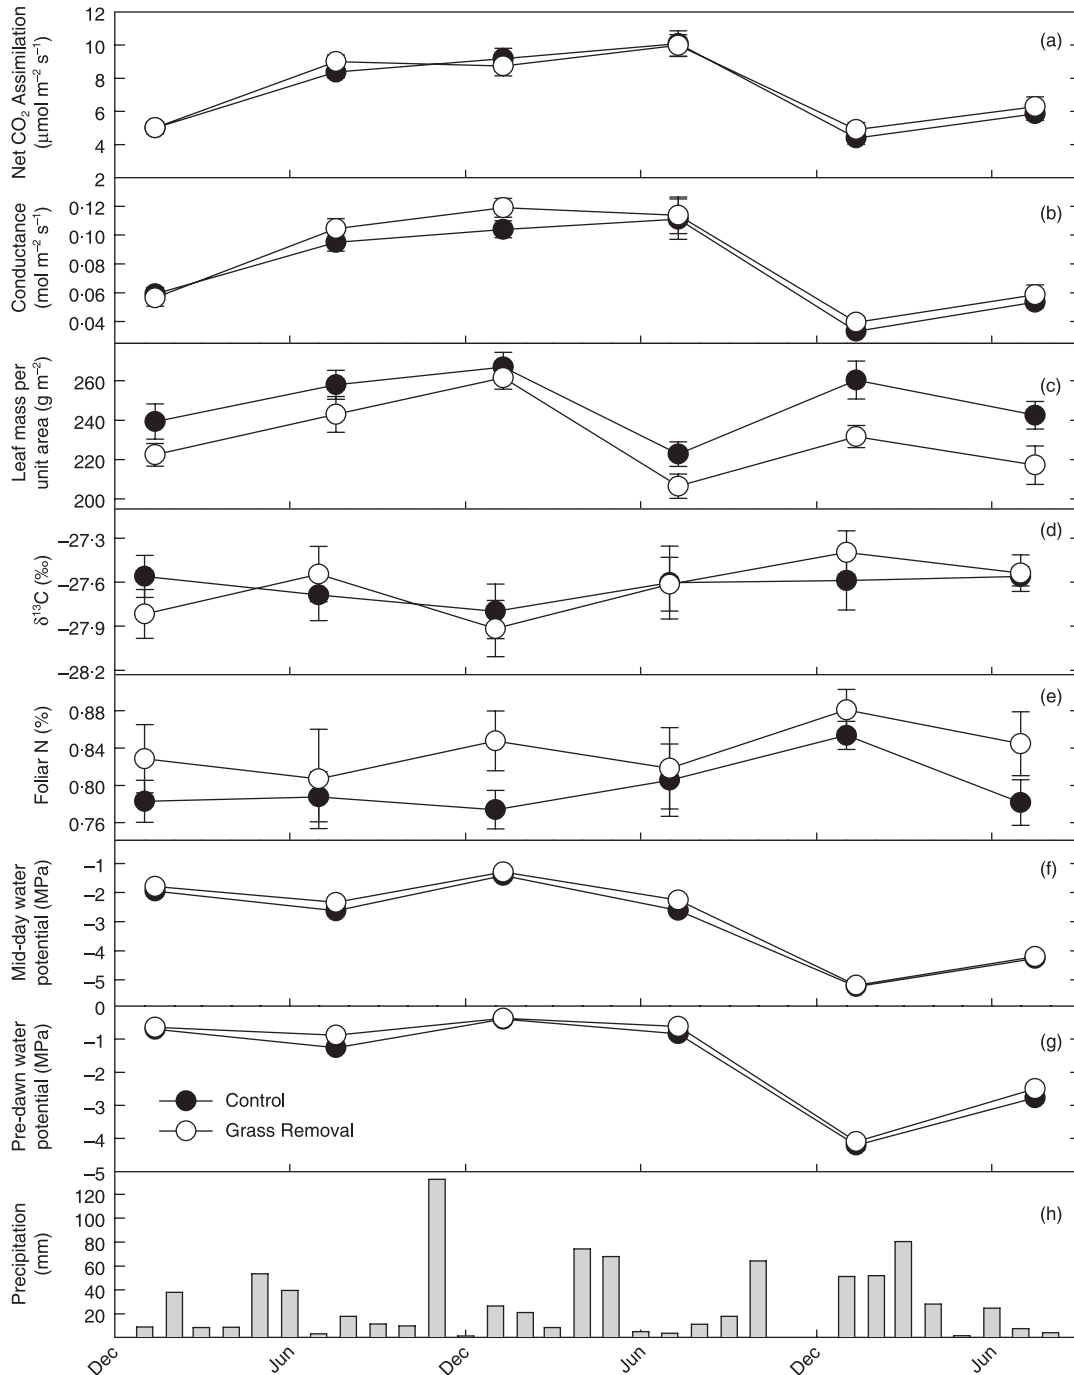 Net CO₂ Assimilation
(μmol m⁻² s⁻¹)
12
10
8
6
4
2
(a)
Conductance
(mol m⁻² s⁻¹)
0·12
0·10
0·08
0·06
0·04
(b)
Leaf mass per
unit area (g m⁻²)
260
240
220
200
(c)
δ¹³C (‰)
−27·3
−27·6
−27·9
−28·2
(d)
Foliar N (%)
0·88
0·84
0·80
0·76
(e)
Mid-day water
potential (MPa)
−1
−2
−3
−4
−5
(f)
Pre-dawn water
potential (MPa)
0
−1
−2
−3
−4
−5
(g)
Control
Grass Removal
Precipitation
(mm)
120
100
80
60
40
20
(h)
Dec
Jun
Dec
Jun
Dec
Jun